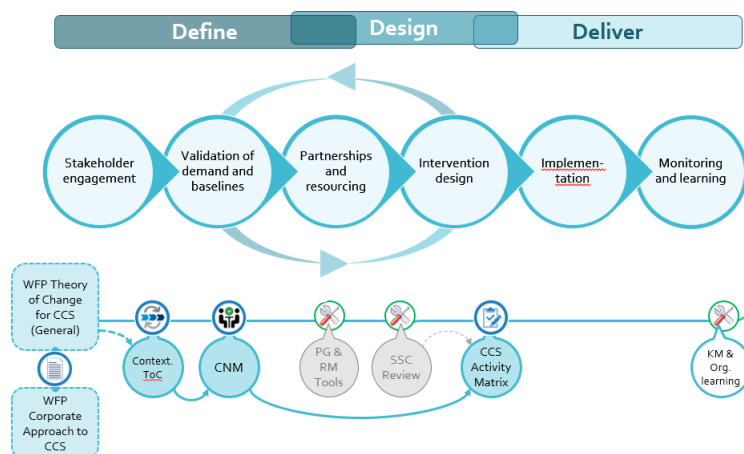 Define
Design
Deliver
Stakeholder
engagement
Validation of
demand and
baselines
Partnerships
and
resourcing
Intervention
design
Implemen-
tation
Monitoring
and learning
WFP Theory
of Change
for CCS
(General)
WFP
Corporate
Approach to
CCS
Context.
ToC
CNM
PG &
RM
Tools
SSC
Review
CCS
Activity
Matrix
KM &
Org.
learning